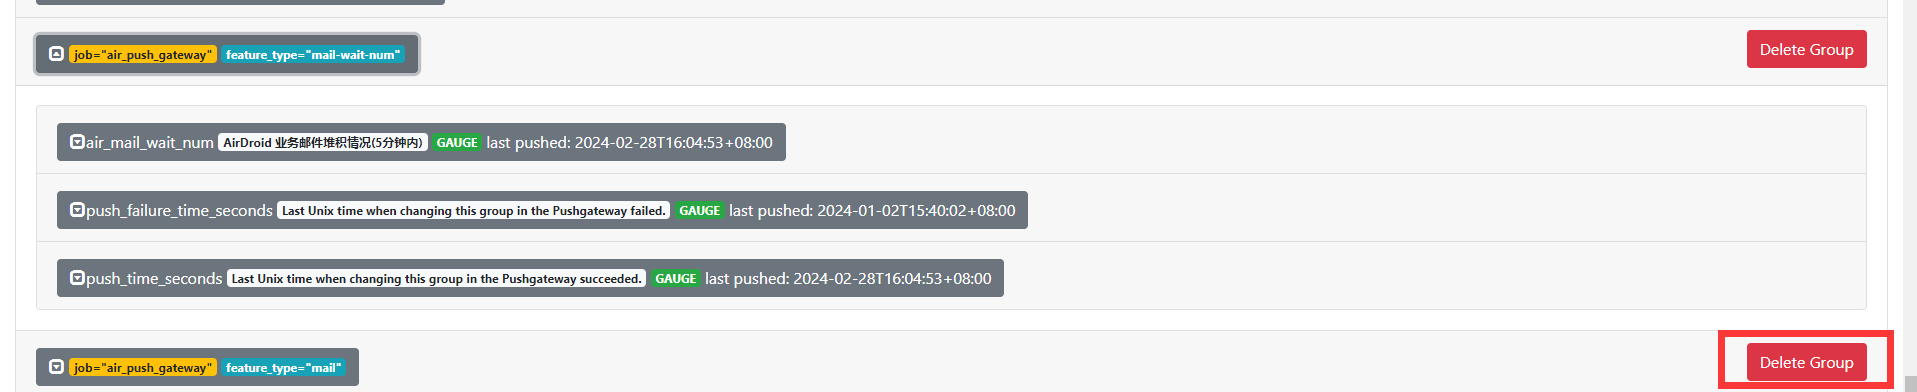 job="air_push_gateway" feature_type="mail-wait-num" Delete Group
air_mail_wait_num AirDroid 业务邮件堆积情况(5分钟内) GAUGE last pushed: 2024-02-28T16:04:53+08:00
push_failure_time_seconds Last Unix time when changing this group in the Pushgateway failed. GAUGE last pushed: 2024-01-02T15:40:02+08:00
push_time_seconds Last Unix time when changing this group in the Pushgateway succeeded. GAUGE last pushed: 2024-02-28T16:04:53+08:00
job="air_push_gateway" feature_type="mail" Delete Group